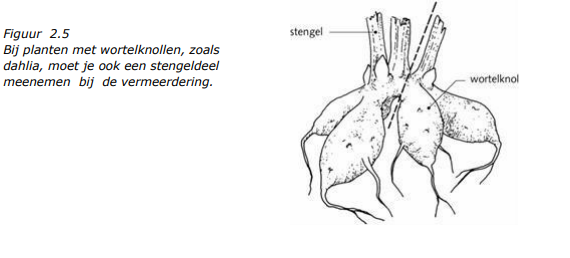 Figuur 2.5
Bij planten met wortelknollen, zoals
dahlia, moet je ook een stengeldeel
meenemen bij de vermeerdering.
stengel
wortelknol